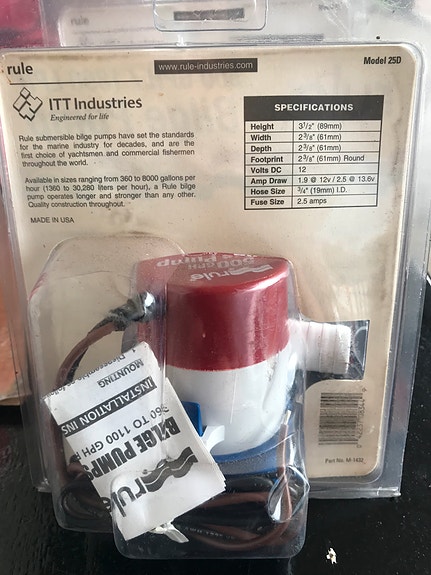 rule
www.rule-industries.com
Model 25D
ITT Industries
Engineered for life
Rule submersible bilge pumps have set the standards
for the marine industry for decades, and are the
first choice of yachtsmen and commercial fishermen
throughout the world.
Available in sizes ranging from 360 to 8000 gallons per
hour (1360 to 30,280 liters per hour), a Rule bilge
pump operates longer and stronger than any other.
Quality construction throughout.
MADE IN USA
SPECIFICATIONS
Height 3 1/2" (89mm)
Width 2 3/8" (61mm)
Depth 2 3/8" (61mm)
Footprint 2 3/8" (61mm) Round
Volts DC 12
Amp Draw 1.9 @ 12v / 2.5 @ 13.6v
Hose Size 3/4" (19mm) I.D.
Fuse Size 2.5 amps
500 GPH
Pump
rule
MOUNTING
INSTALLATION INS
360 TO 1100 GPH
BILGE PUMPS
rule
Part No. M-1432